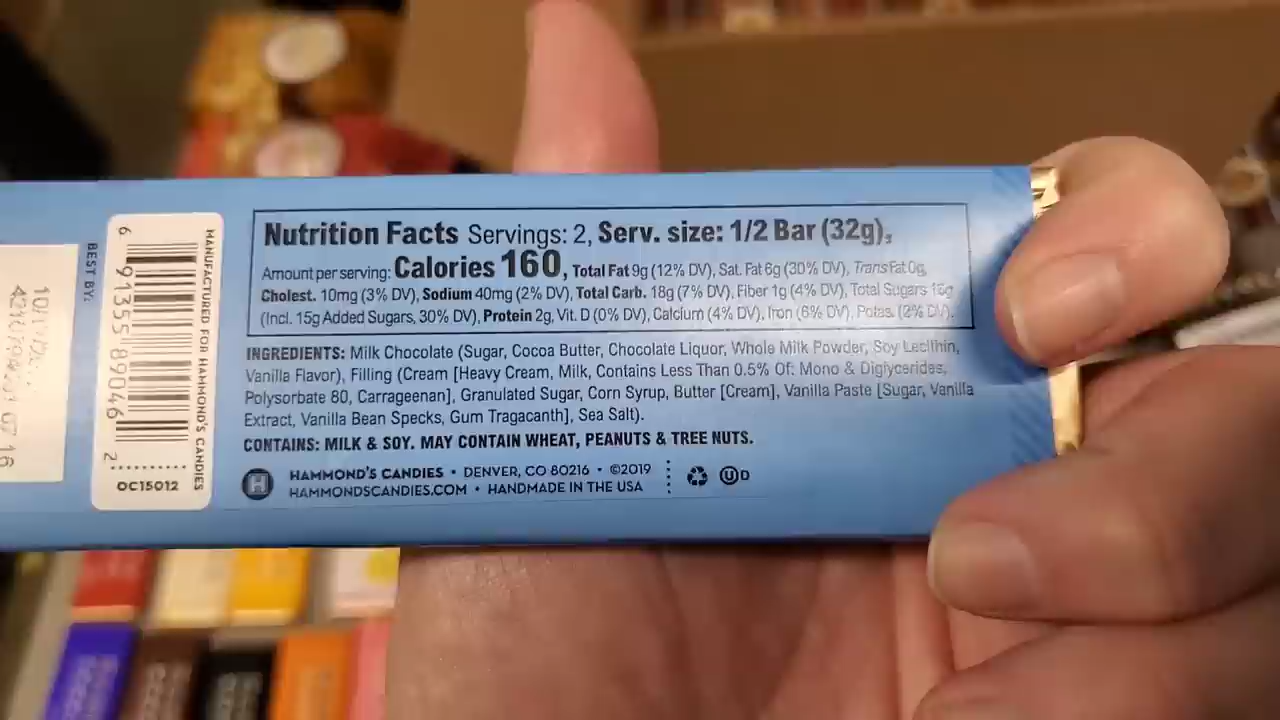 Nutrition Facts Servings: 2, Serv. size: 1/2 Bar (32g),
Amount per serving: Calories 160, Total Fat 9g (12% DV), Sat. Fat 6g (30% DV), Trans Fat 0g,
Cholest. 10mg (3% DV), Sodium 40mg (2% DV), Total Carb. 18g (7% DV), Fiber 1g (4% DV), Total Sugars
(Incl. 15g Added Sugars, 30% DV), Protein 2g, Vit. D (0% DV), Calcium (4% DV), Iron (6% DV), Potas. (2% DV).
INGREDIENTS: Milk Chocolate (Sugar, Cocoa Butter, Chocolate Liquor, Whole Milk Powder, Soy Lecithin,
Vanilla Flavor), Filling (Cream [Heavy Cream, Milk, Contains Less Than 0.5% Of: Mono & Diglycerides,
Polysorbate 80, Carrageenan], Granulated Sugar, Corn Syrup, Butter [Cream], Vanilla Paste [Sugar, Vanilla
Extract, Vanilla Bean Specks, Gum Tragacanth], Sea Salt).
CONTAINS: MILK & SOY. MAY CONTAIN WHEAT, PEANUTS & TREE NUTS.
H
HAMMOND'S CANDIES • DENVER, CO 80216 • ©2019
HAMMONDSCANDIES.COM • HANDMADE IN THE USA
U D
MANUFACTURED FOR HAMMOND'S CANDIES
6 91355 89046 2
OC15012
BEST BY: